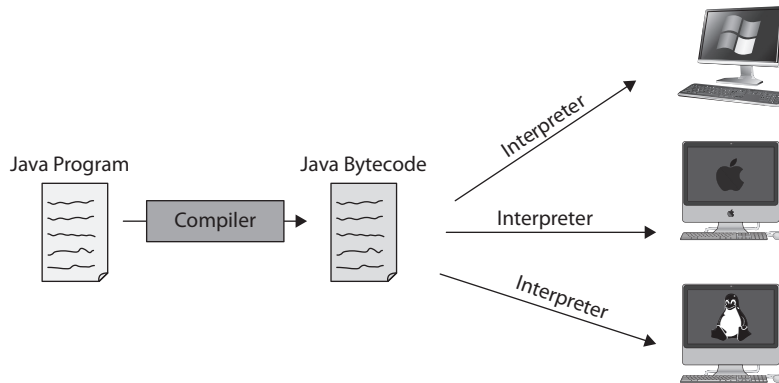 Java Program
Compiler
Java Bytecode
Interpreter
Interpreter
Interpreter